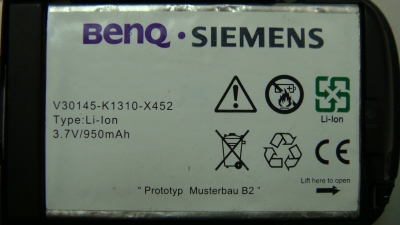 BenQ · SIEMENS
V30145-K1310-X452
Type:Li-Ion
3.7V/950mAh
Li-Ion
Lift here to open
" Prototyp Musterbau B2 "